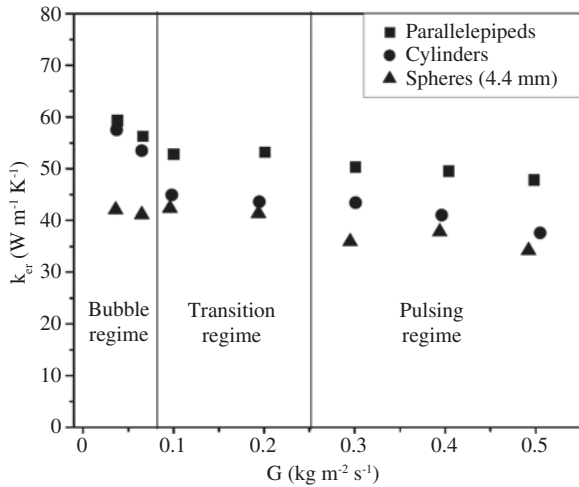 80
70
60
50
40
30
20
10
0
k_er (W m⁻¹ K⁻¹)
Parallelepipeds
Cylinders
Spheres (4.4 mm)
Bubble
regime
Transition
regime
Pulsing
regime
0 0.1 0.2 0.3 0.4 0.5
G (kg m⁻² s⁻¹)